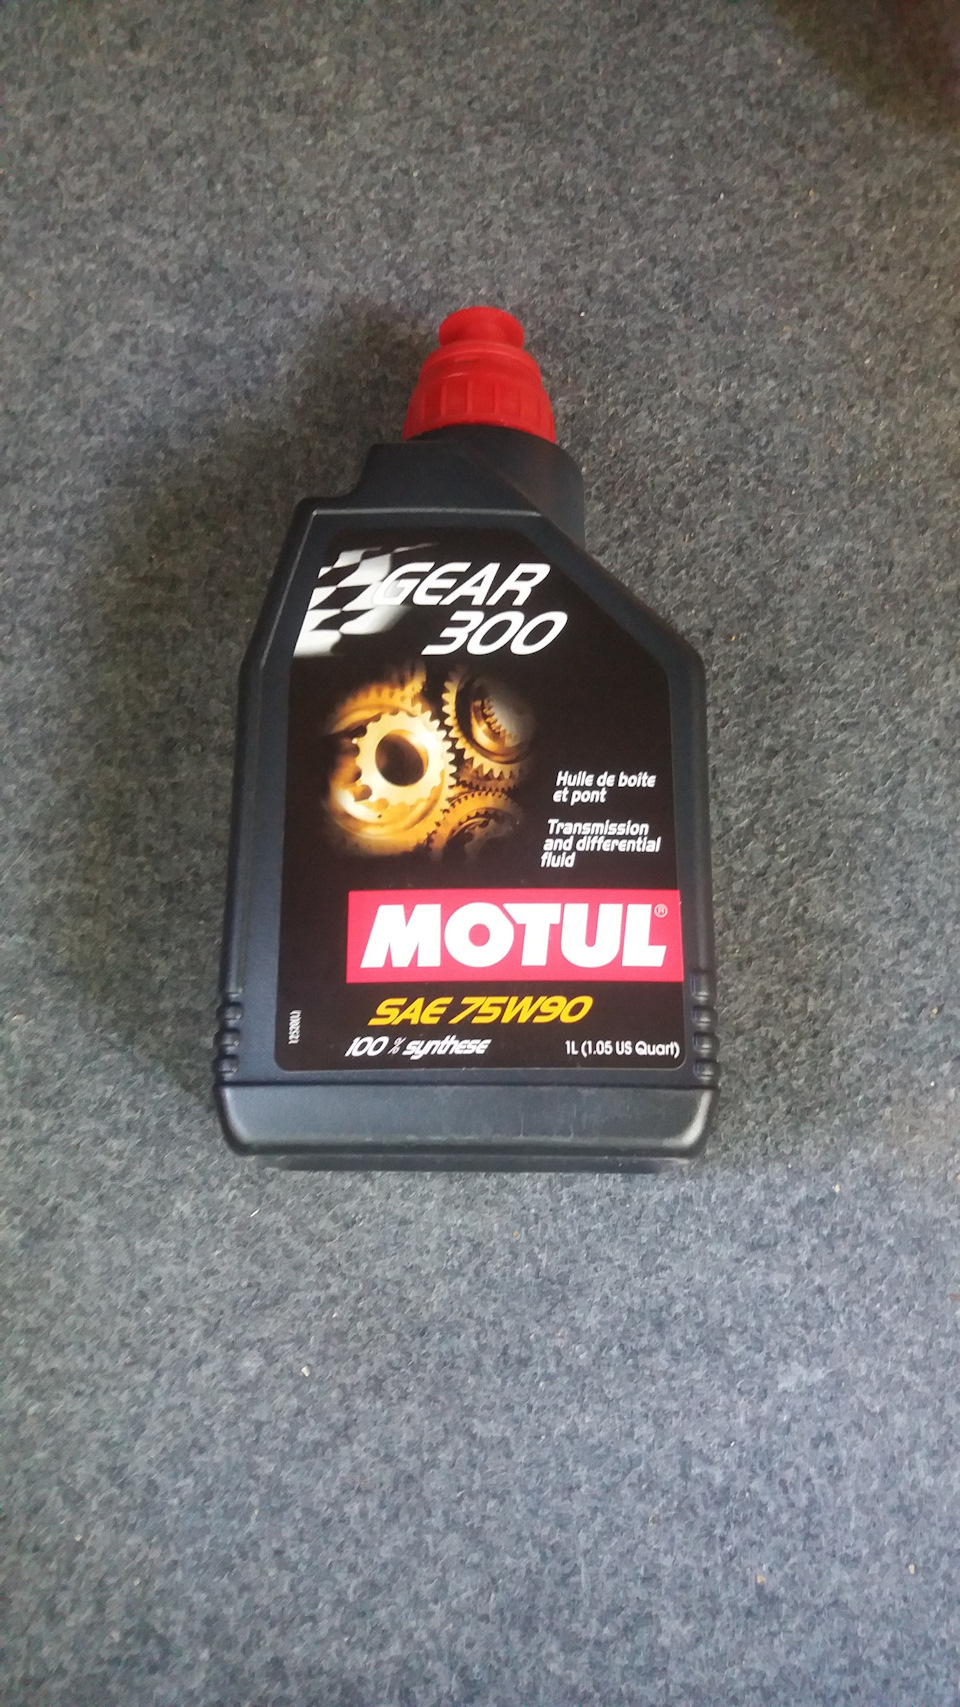 GEAR
300
Huile de boîte
et pont
Transmission
and differential
fluid
MOTUL®
SAE 75W90
100 % synthese
1L (1.05 US Quart)